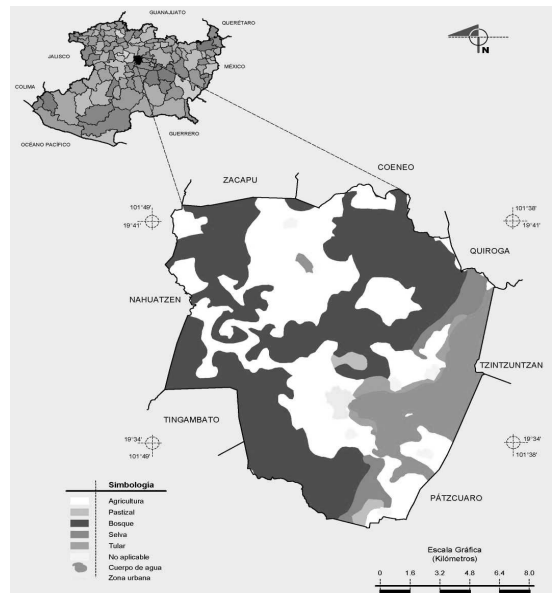 GUANAJUATO
QUERÉTARO
JALISCO
MÉXICO
COLIMA
GUERRERO
OCÉANO PACÍFICO
N
ZACAPU
COENEO
101°49'
19°41'
101°38'
19°41'
QUIROGA
NAHUATZEN
TZINTZUNTZAN
TINGAMBATO
19°34'
101°49'
19°34'
101°38'
PÁTZCUARO
Simbología
Agricultura
Pastizal
Bosque
Selva
Tular
No aplicable
Cuerpo de agua
Zona urbana
Escala Gráfica
(Kilómetros)
0 1.6 3.2 4.8 6.4 8.0